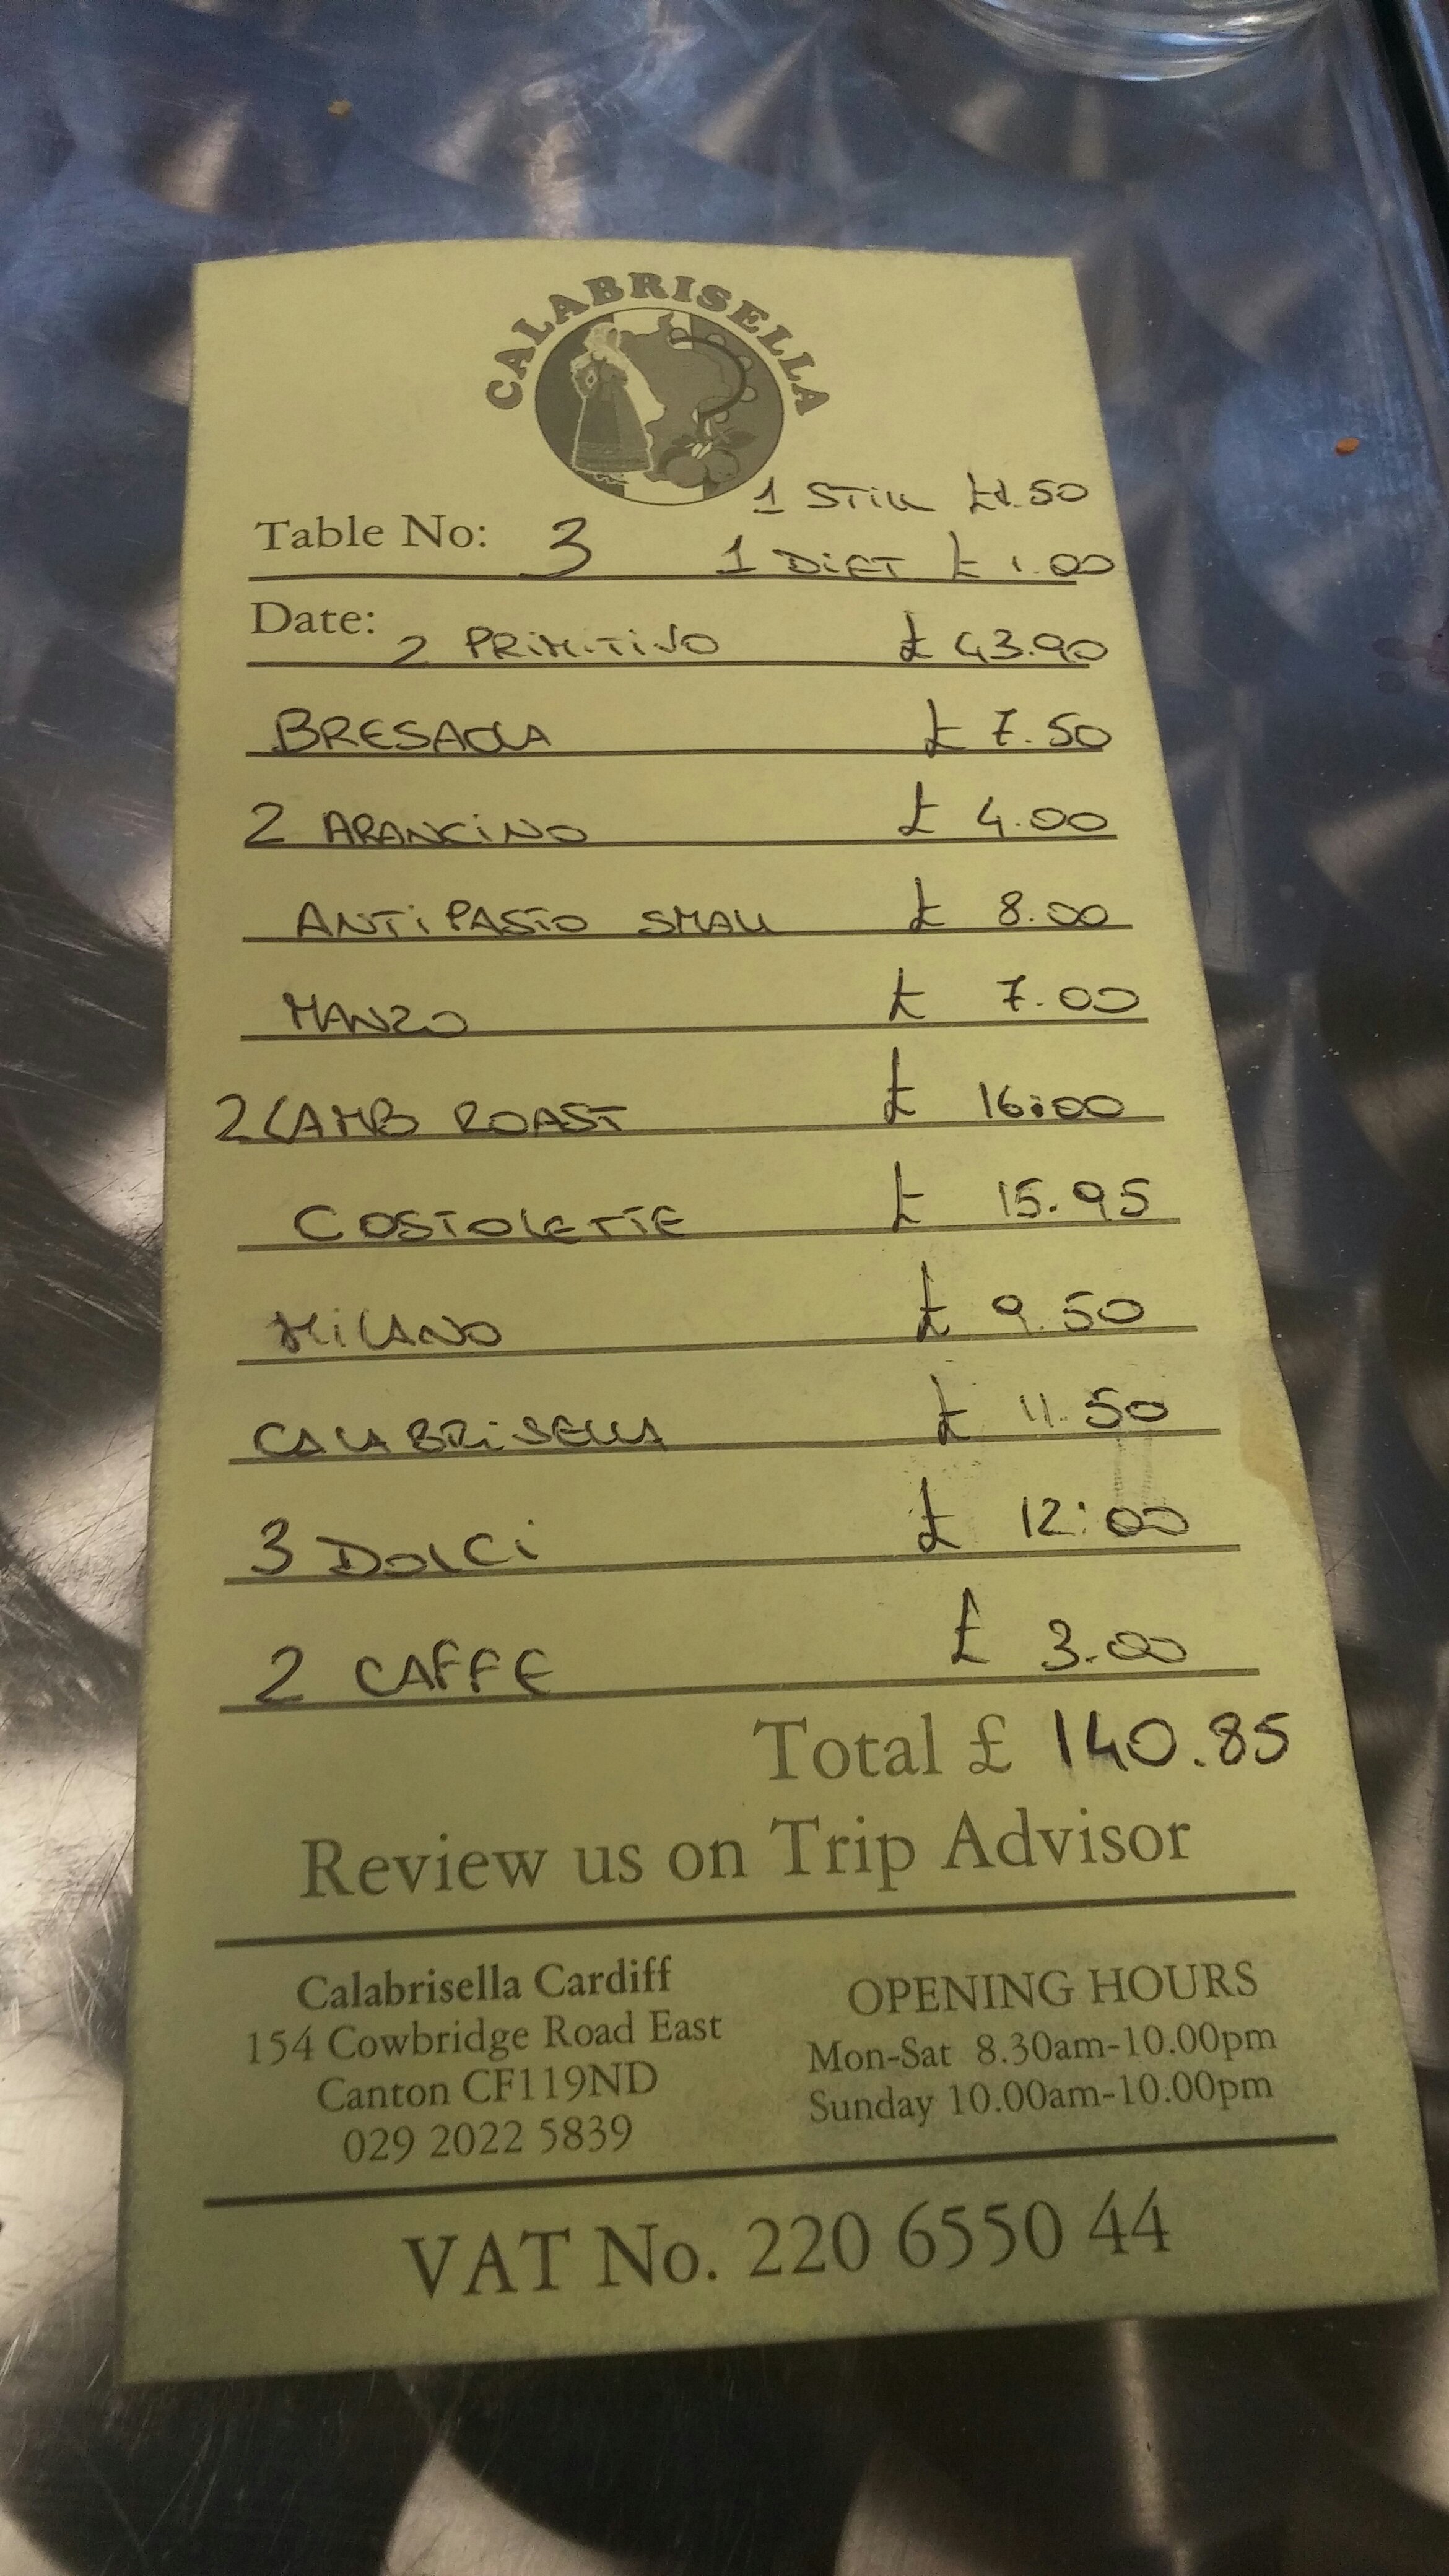 CALABRISELLA
1 STILL £1.50
Table No: 3 1 DIET £ 1.00
Date: 2 PRIMITIVO £ 43.90
BRESAOLA £ 7.50
2 ARANCINO £ 4.00
ANTIPASTO SMALL £ 8.00
MANZO £ 7.00
2 LAMB ROAST £ 16:00
COSTOLETTE £ 15.95
MILANO £ 9.50
CALABRISELLA £ 11.50
3 DOLCI £ 12:00
2 CAFFE £ 3.00
Total £ 140.85
Review us on Trip Advisor
Calabrisella Cardiff
154 Cowbridge Road East
Canton CF119ND
029 2022 5839
OPENING HOURS
Mon-Sat 8.30am-10.00pm
Sunday 10.00am-10.00pm
VAT No. 220 6550 44